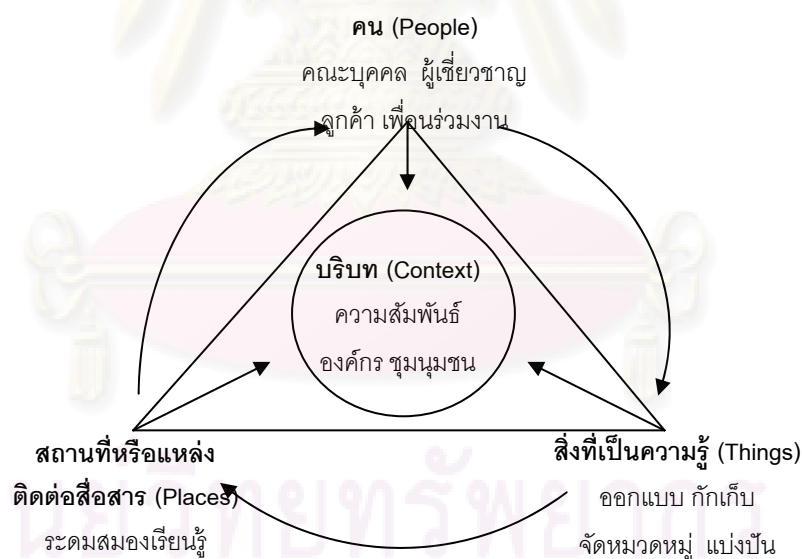 คน (People)
คณะบุคคล ผู้เชี่ยวชาญ
ลูกค้า เพื่อนร่วมงาน
บริบท (Context)
ความสัมพันธ์
องค์กร ชุมนุมชน
สถานที่หรือแหล่ง
ติดต่อสื่อสาร (Places)
ระดมสมองเรียนรู้
สิ่งที่เป็นความรู้ (Things)
ออกแบบ กักเก็บ
จัดหมวดหมู่ แบ่งปัน